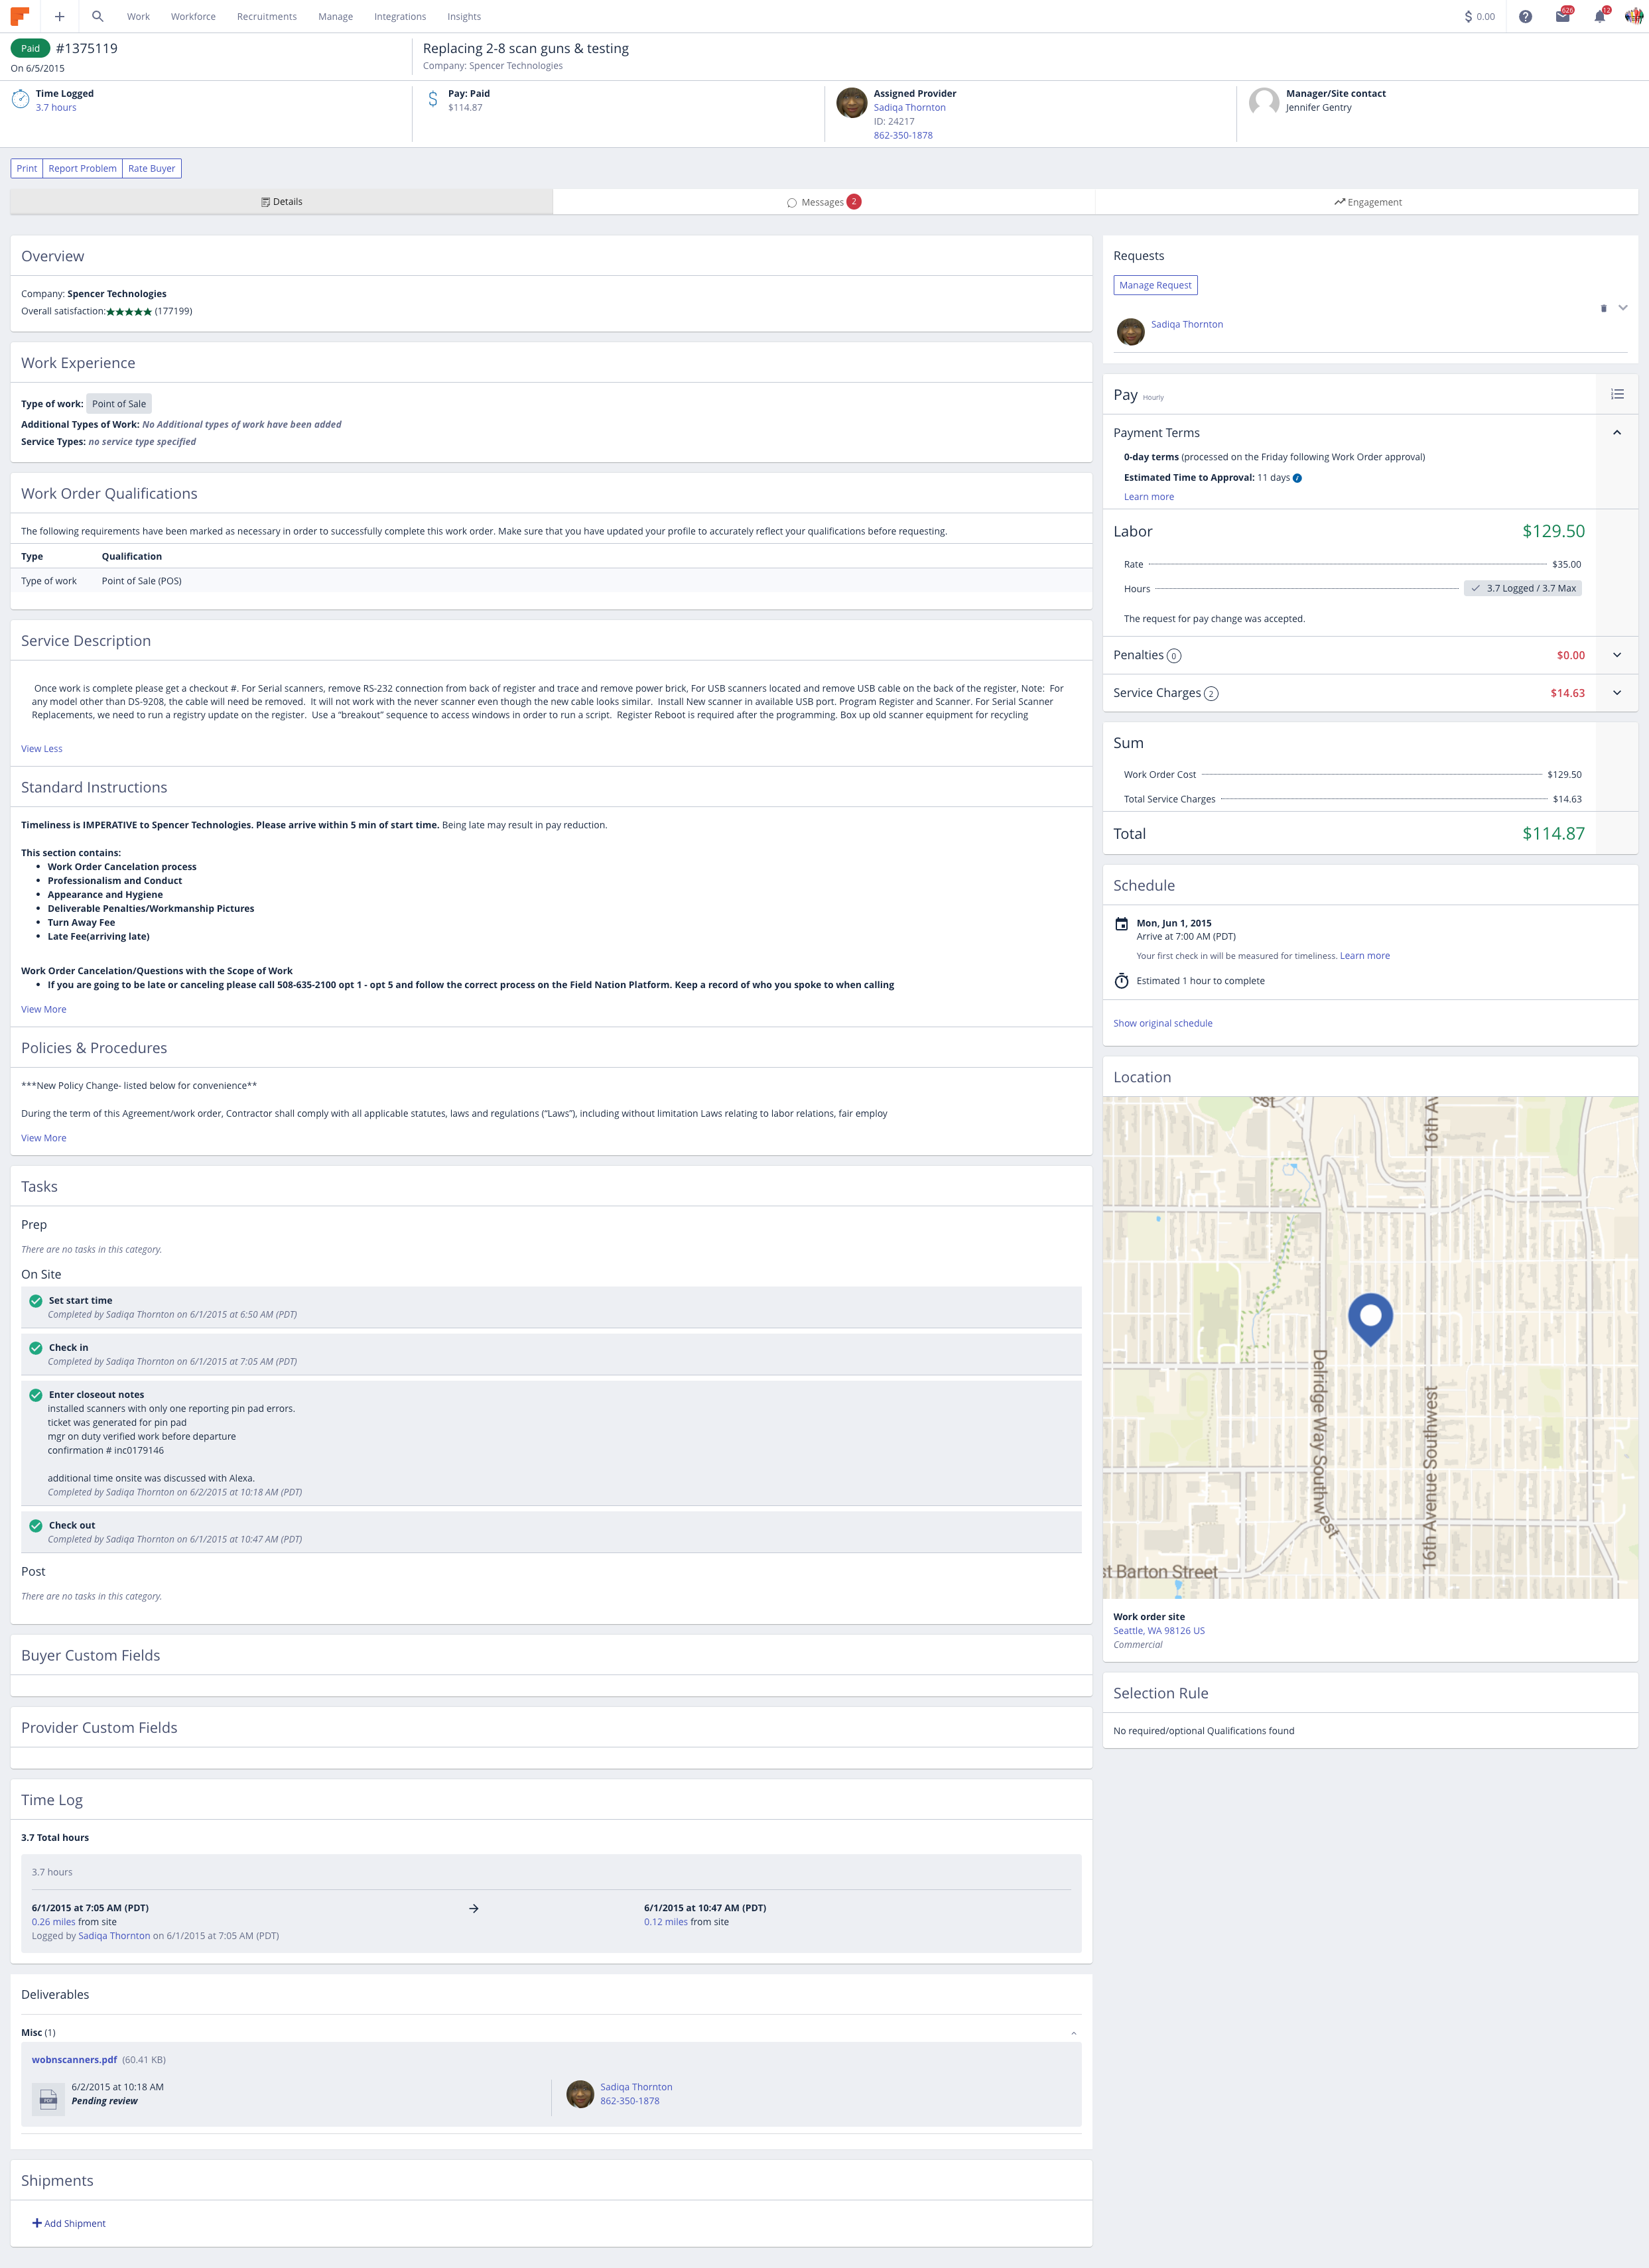 Work Workforce Recruitments Manage Integrations Insights
$ 0.00 626 12
Paid #1375119
On 6/5/2015
Replacing 2-8 scan guns & testing
Company: Spencer Technologies
Time Logged
3.7 hours
Pay: Paid
$114.87
Assigned Provider
Sadiqa Thornton
ID: 24217
862-350-1878
Manager/Site contact
Jennifer Gentry
Print Report Problem Rate Buyer
Details Messages 2 Engagement
Overview
Company: Spencer Technologies
Overall satisfaction:★★★★★ (177199)
Work Experience
Type of work: Point of Sale
Additional Types of Work: No Additional types of work have been added
Service Types: no service type specified
Work Order Qualifications
The following requirements have been marked as necessary in order to successfully complete this work order. Make sure that you have updated your profile to accurately reflect your qualifications before requesting.
Type Qualification
Type of work Point of Sale (POS)
Service Description
Once work is complete please get a checkout #. For Serial scanners, remove RS-232 connection from back of register and trace and remove power brick, For USB scanners located and remove USB cable on the back of the register, Note: For
any model other than DS-9208, the cable will need be removed. It will not work with the never scanner even though the new cable looks similar. Install New scanner in available USB port. Program Register and Scanner. For Serial Scanner
Replacements, we need to run a registry update on the register. Use a “breakout” sequence to access windows in order to run a script. Register Reboot is required after the programming. Box up old scanner equipment for recycling
View Less
Standard Instructions
Timeliness is IMPERATIVE to Spencer Technologies. Please arrive within 5 min of start time. Being late may result in pay reduction.
This section contains:
• Work Order Cancelation process
• Professionalism and Conduct
• Appearance and Hygiene
• Deliverable Penalties/Workmanship Pictures
• Turn Away Fee
• Late Fee(arriving late)
Work Order Cancelation/Questions with the Scope of Work
• If you are going to be late or canceling please call 508-635-2100 opt 1 - opt 5 and follow the correct process on the Field Nation Platform. Keep a record of who you spoke to when calling
View More
Policies & Procedures
***New Policy Change- listed below for convenience**
During the term of this Agreement/work order, Contractor shall comply with all applicable statutes, laws and regulations (“Laws”), including without limitation Laws relating to labor relations, fair employ
View More
Tasks
Prep
There are no tasks in this category.
On Site
Set start time
Completed by Sadiqa Thornton on 6/1/2015 at 6:50 AM (PDT)
Check in
Completed by Sadiqa Thornton on 6/1/2015 at 7:05 AM (PDT)
Enter closeout notes
installed scanners with only one reporting pin pad errors.
ticket was generated for pin pad
mgr on duty verified work before departure
confirmation # inc0179146
additional time onsite was discussed with Alexa.
Completed by Sadiqa Thornton on 6/2/2015 at 10:18 AM (PDT)
Check out
Completed by Sadiqa Thornton on 6/1/2015 at 10:47 AM (PDT)
Post
There are no tasks in this category.
Buyer Custom Fields
Provider Custom Fields
Time Log
3.7 Total hours
3.7 hours
6/1/2015 at 7:05 AM (PDT) → 6/1/2015 at 10:47 AM (PDT)
0.26 miles from site 0.12 miles from site
Logged by Sadiqa Thornton on 6/1/2015 at 7:05 AM (PDT)
Deliverables
Misc (1)
wobnscanners.pdf (60.41 KB)
PDF
6/2/2015 at 10:18 AM
Pending review
Sadiqa Thornton
862-350-1878
Shipments
+ Add Shipment
Requests
Manage Request
Sadiqa Thornton
Pay Hourly
Payment Terms
0-day terms (processed on the Friday following Work Order approval)
Estimated Time to Approval: 11 days
Learn more
Labor $129.50
Rate $35.00
Hours 3.7 Logged / 3.7 Max
The request for pay change was accepted.
Penalties 0 $0.00
Service Charges 2 $14.63
Sum
Work Order Cost $129.50
Total Service Charges $14.63
Total $114.87
Schedule
Mon, Jun 1, 2015
Arrive at 7:00 AM (PDT)
Your first check in will be measured for timeliness. Learn more
Estimated 1 hour to complete
Show original schedule
Location
St
16th Av
Delridge Way Southwest
16th Avenue Southwest
st Barton Street
Work order site
Seattle, WA 98126 US
Commercial
Selection Rule
No required/optional Qualifications found